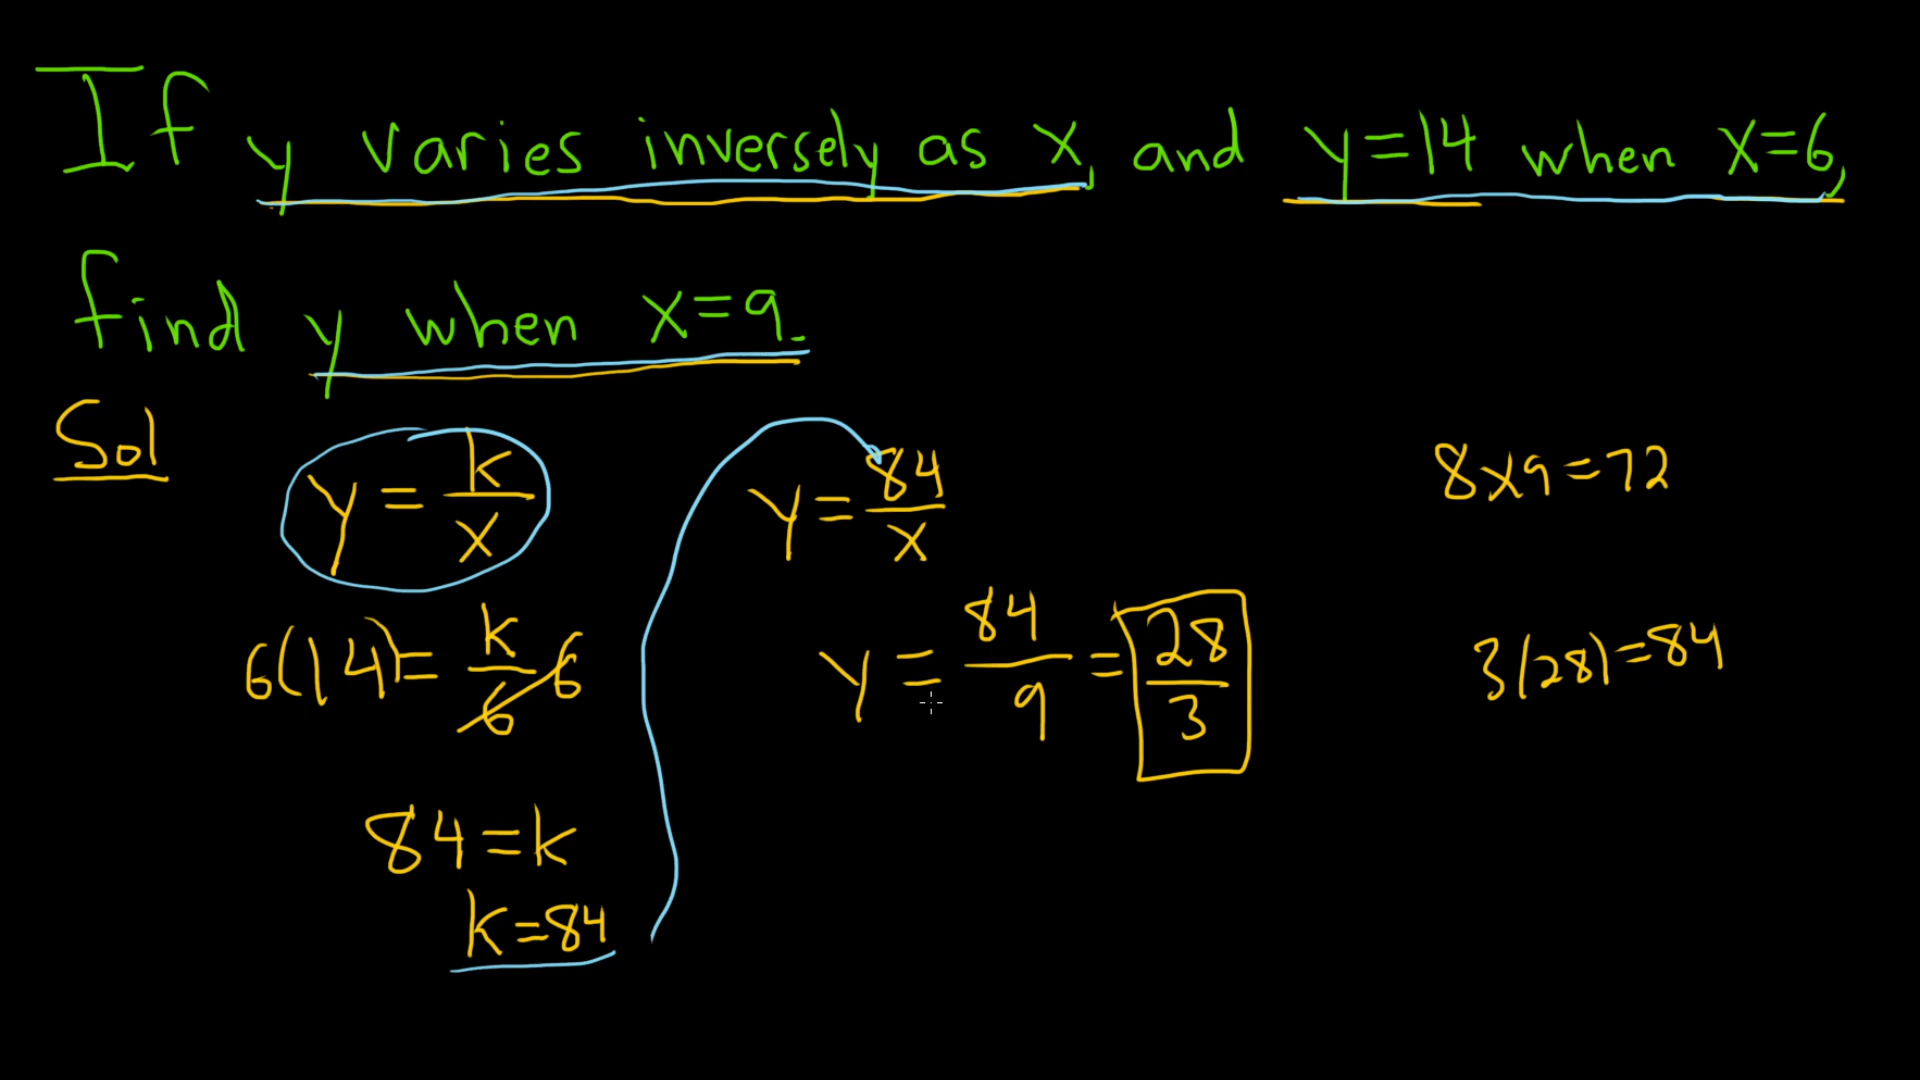 If y varies inversely as x, and y=14 when x=6,
find y when x=9.
Sol
y = k/x
6(14) = k/6 6
84 = k
k = 84
y = 84/x
y = 84/9 = 28/3
8x9=72
3(28)=84